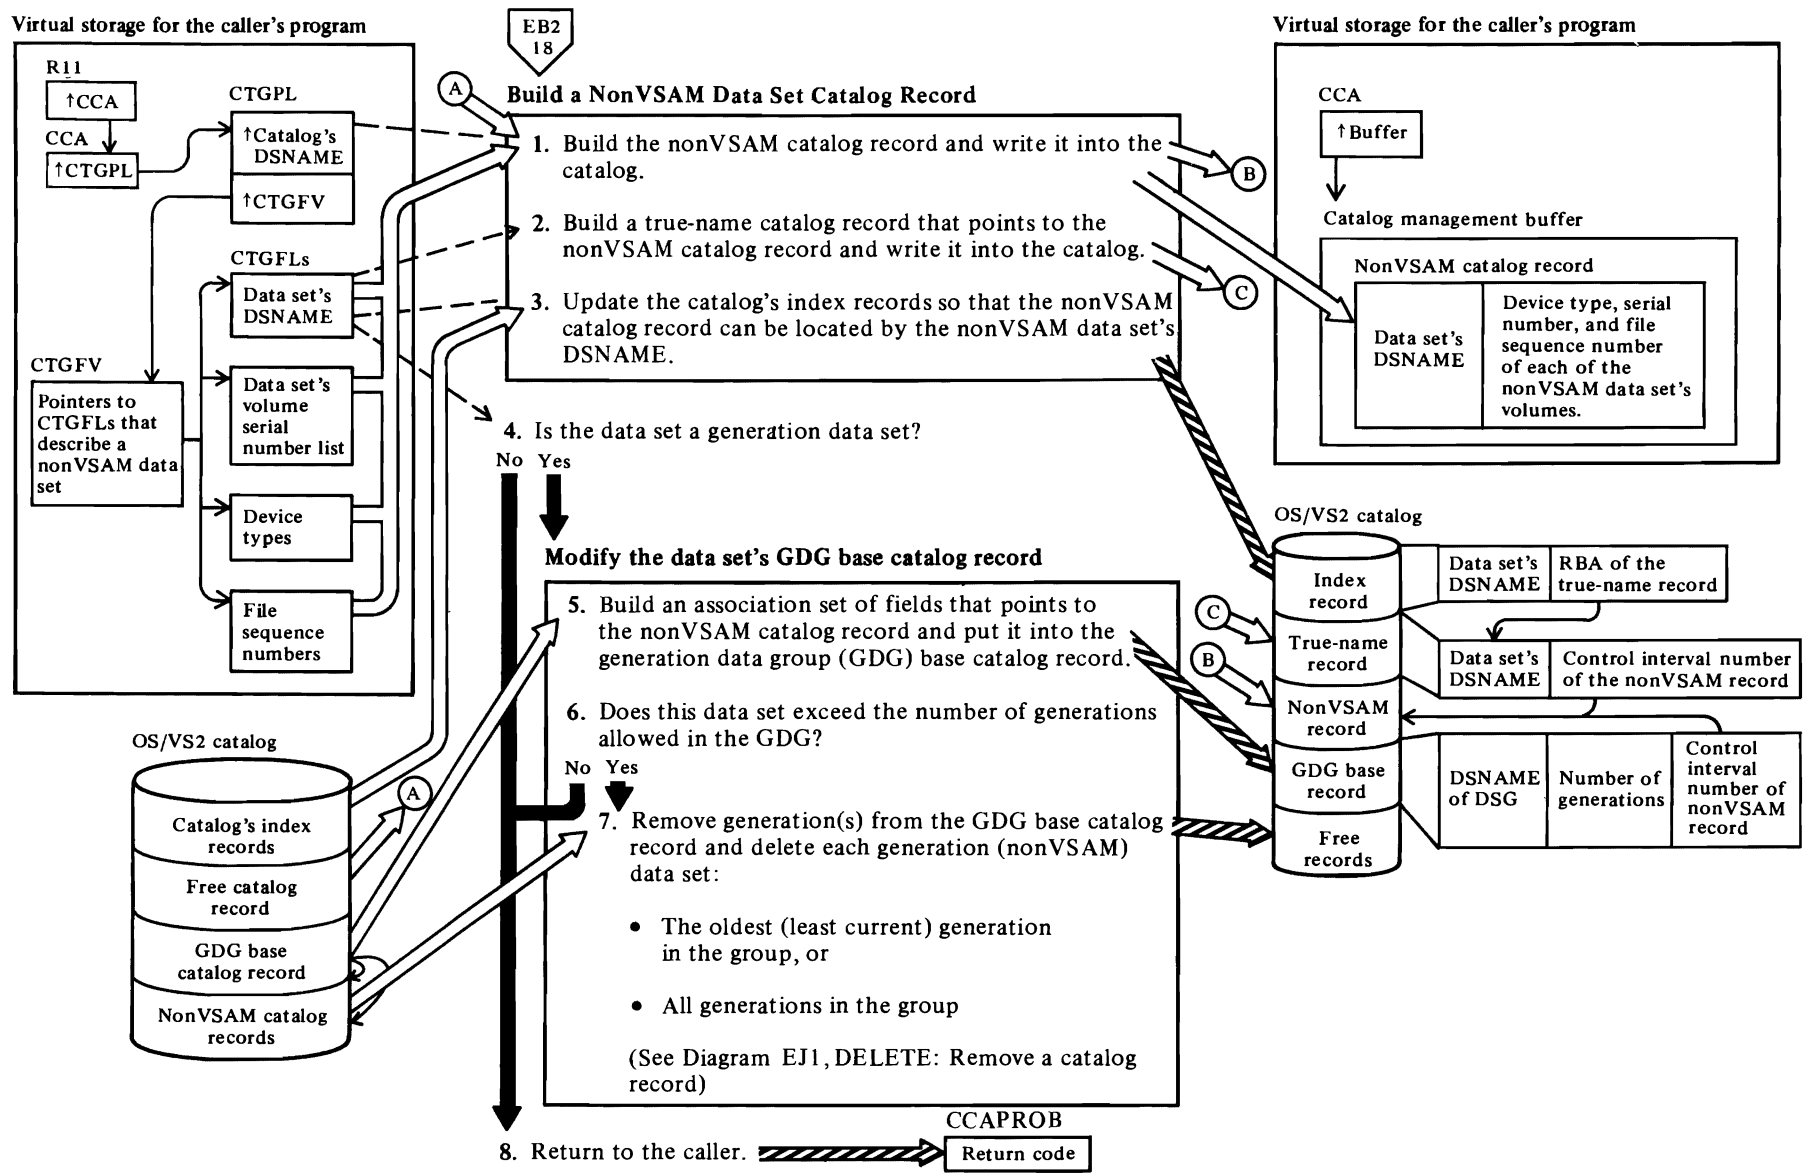 Virtual storage for the caller's program
R11
↑CCA
CCA
↑CTGPL
CTGPL
↑Catalog's
DSNAME
↑CTGFV
CTGFLs
Data set's
DSNAME
CTGFV
Pointers to
CTGFLs that
describe a
nonVSAM data
set
Data set's
volume
serial
number list
Device
types
File
sequence
numbers
OS/VS2 catalog
Catalog's index
records
Free catalog
record
GDG base
catalog record
NonVSAM catalog
records
A
EB2
18
A
Build a NonVSAM Data Set Catalog Record
1. Build the nonVSAM catalog record and write it into the
catalog.
B
2. Build a true-name catalog record that points to the
nonVSAM catalog record and write it into the catalog.
C
3. Update the catalog's index records so that the nonVSAM
catalog record can be located by the nonVSAM data set's
DSNAME.
4. Is the data set a generation data set?
No Yes
Modify the data set's GDG base catalog record
5. Build an association set of fields that points to
the nonVSAM catalog record and put it into the
generation data group (GDG) base catalog record.
6. Does this data set exceed the number of generations
allowed in the GDG?
No Yes
7. Remove generation(s) from the GDG base catalog
record and delete each generation (nonVSAM)
data set:
• The oldest (least current) generation
in the group, or
• All generations in the group
(See Diagram EJ1, DELETE: Remove a catalog
record)
8. Return to the caller.
CCAPROB
Return code
Virtual storage for the caller's program
CCA
↑Buffer
Catalog management buffer
NonVSAM catalog record
Data set's
DSNAME
Device type, serial
number, and file
sequence number
of each of the
nonVSAM data set's
volumes.
OS/VS2 catalog
Index
record
C
True-name
record
B
NonVSAM
record
GDG base
record
Free
records
Data set's
DSNAME
RBA of the
true-name record
Data set's
DSNAME
Control interval number
of the nonVSAM record
DSNAME
of DSG
Number of
generations
Control
interval
number of
nonVSAM
record